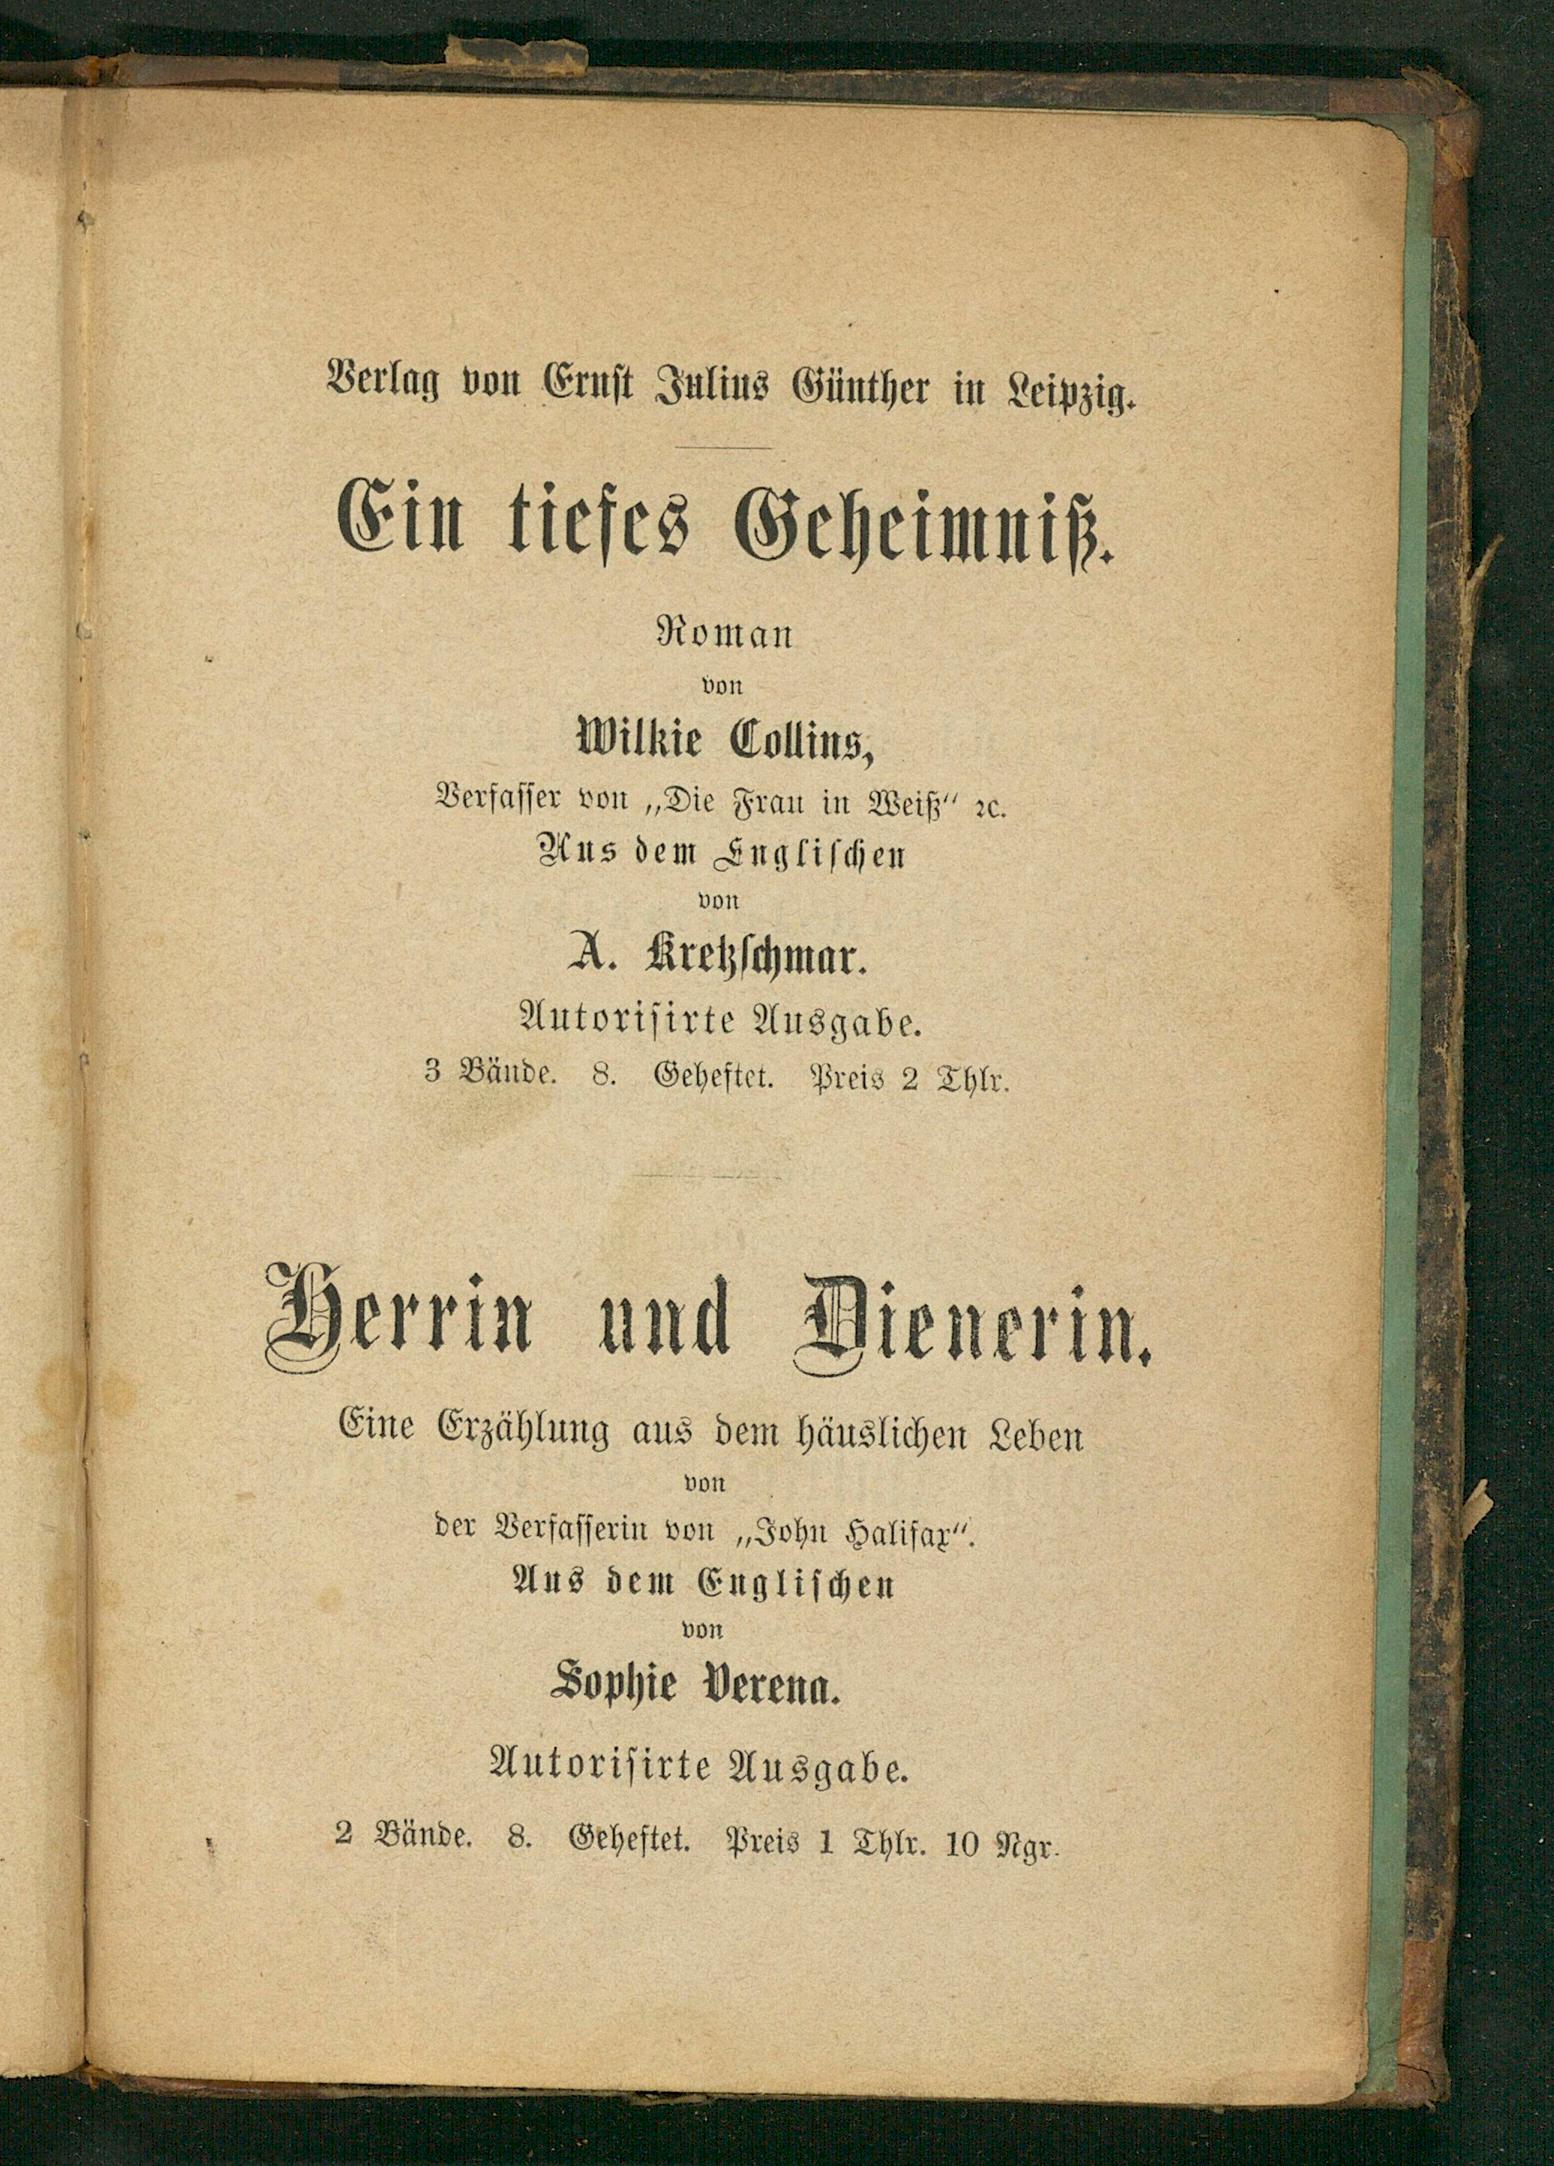 Verlag von Ernst Julius Günther in Leipzig.
Ein tiefes Geheimniß.
Roman
von
Wilkie Collins,
Verfasser von „Die Frau in Weiß“ ꝛc.
Aus dem Englischen
von
A. Kretzschmar.
Autorisirte Ausgabe.
3 Bände. 8. Geheftet. Preis 2 Thlr.
Herrin und Dienerin.
Eine Erzählung aus dem häuslichen Leben
von
der Verfasserin von „John Halifax“.
Aus dem Englischen
von
Sophie Verena.
Autorisirte Ausgabe.
2 Bände. 8. Geheftet. Preis 1 Thlr. 10 Ngr.